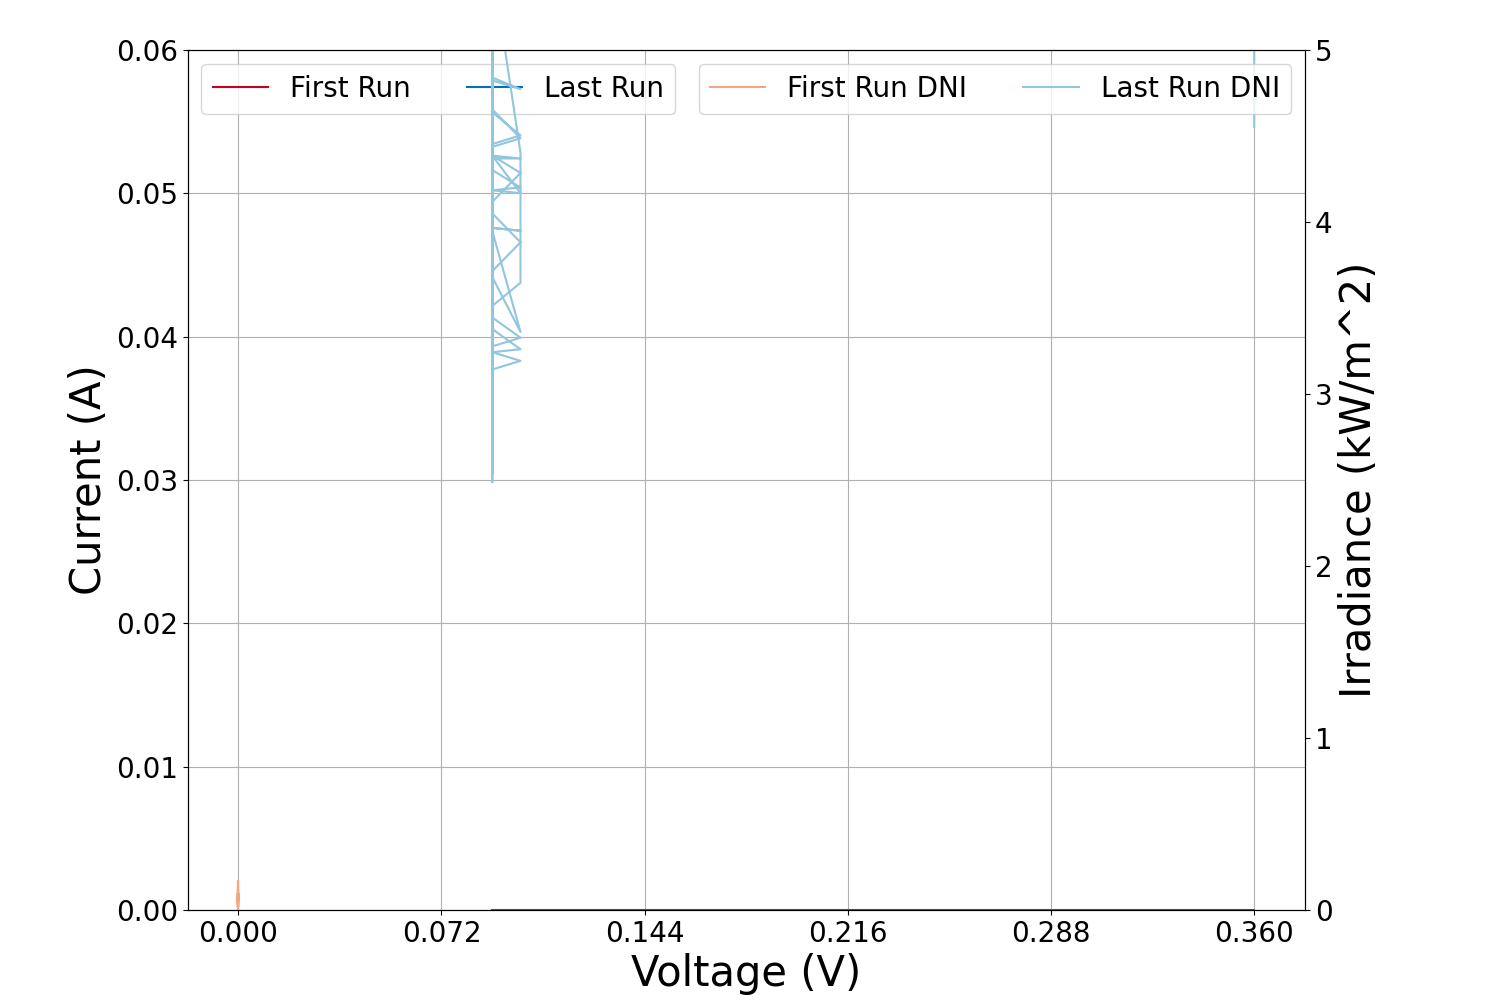 First Run
Last Run
First Run DNI
Last Run DNI
Current (A)
0.06
0.05
0.04
0.03
0.02
0.01
0.00
5
4
3
2
1
0
Irradiance (kW/m^2)
0.000 0.072 0.144 0.216 0.288 0.360
Voltage (V)